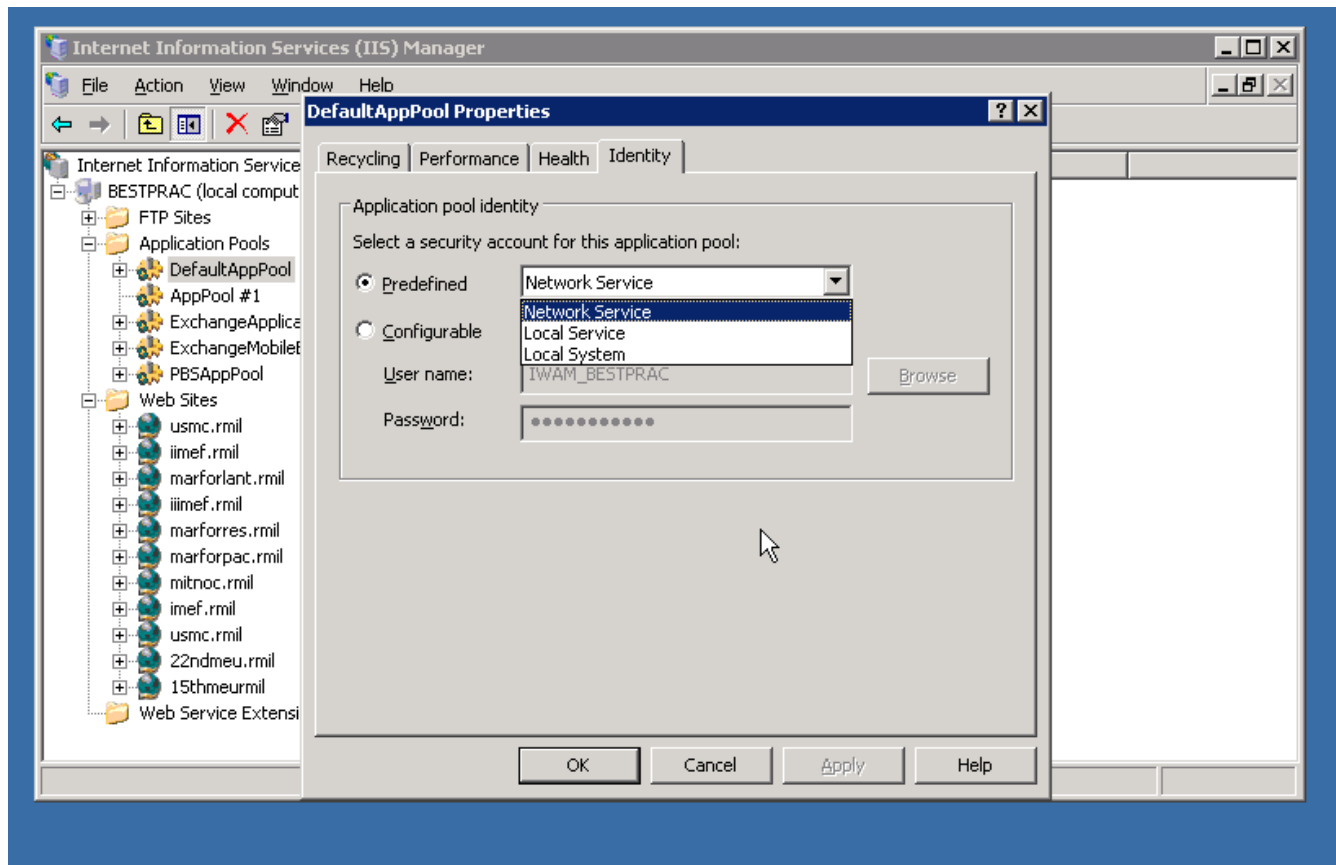 Internet Information Services (IIS) Manager
File Action View Window Help
DefaultAppPool Properties
Recycling Performance Health Identity
Internet Information Service
BESTPRAC (local comput
FTP Sites
Application Pools
DefaultAppPool
AppPool #1
ExchangeApplica
ExchangeMobileB
PBSAppPool
Web Sites
usmc.rmil
iimef.rmil
marforlant.rmil
iiimef.rmil
marforres.rmil
marforpac.rmil
mitnoc.rmil
imef.rmil
usmc.rmil
22ndmeu.rmil
15thmeurmil
Web Service Extensi
Application pool identity
Select a security account for this application pool:
Predefined
Network Service
Network Service
Local Service
Local System
Configurable
User name:
IWAM_BESTPRAC
Browse
Password:
OK Cancel Apply Help